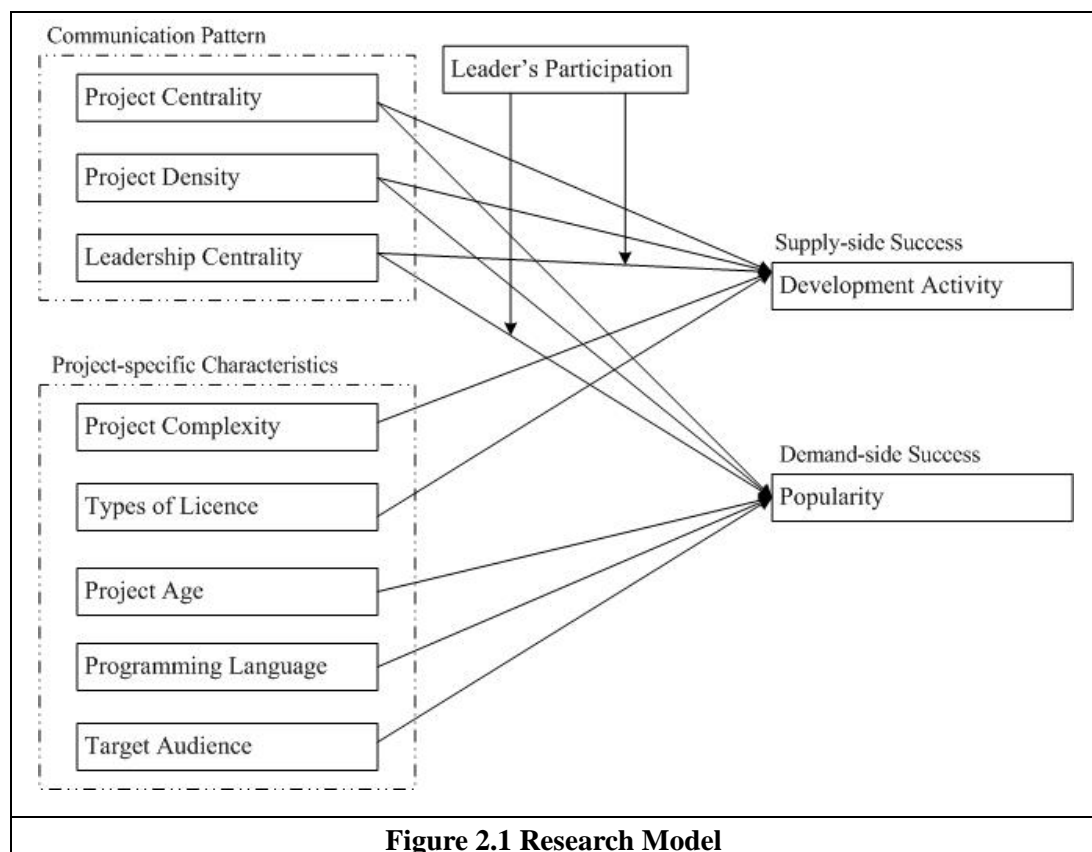 Communication Pattern
Project Centrality
Project Density
Leadership Centrality
Leader's Participation
Supply-side Success
Development Activity
Project-specific Characteristics
Project Complexity
Types of Licence
Project Age
Programming Language
Target Audience
Demand-side Success
Popularity
Figure 2.1 Research Model